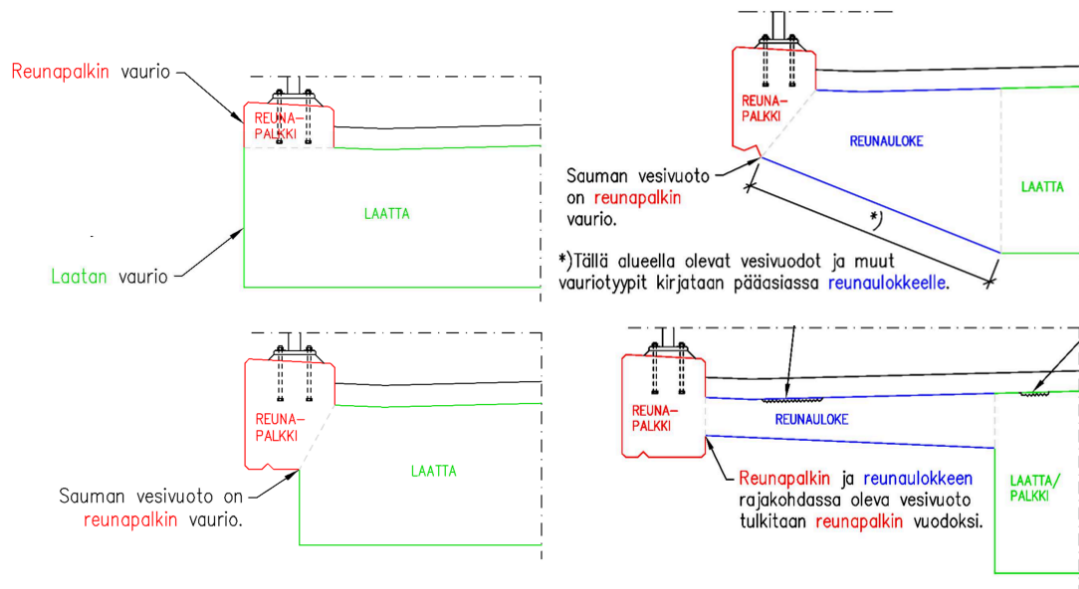 Reunapalkin vaurio
REUNA-
PALKKI
LAATTA
Laatan vaurio
REUNA-
PALKKI
REUNAULOKE
LAATTA
Sauman vesivuoto
on reunapalkin
vaurio.
*)
*)Tällä alueella olevat vesivuodot ja muut
vauriotyypit kirjataan pääasiassa reunaulokkeelle.
REUNA-
PALKKI
LAATTA
Sauman vesivuoto on
reunapalkin vaurio.
REUNA-
PALKKI
REUNAULOKE
LAATTA/
PALKKI
Reunapalkin ja reunaulokkeen
rajakohdassa oleva vesivuoto
tulkitaan reunapalkin vuodoksi.